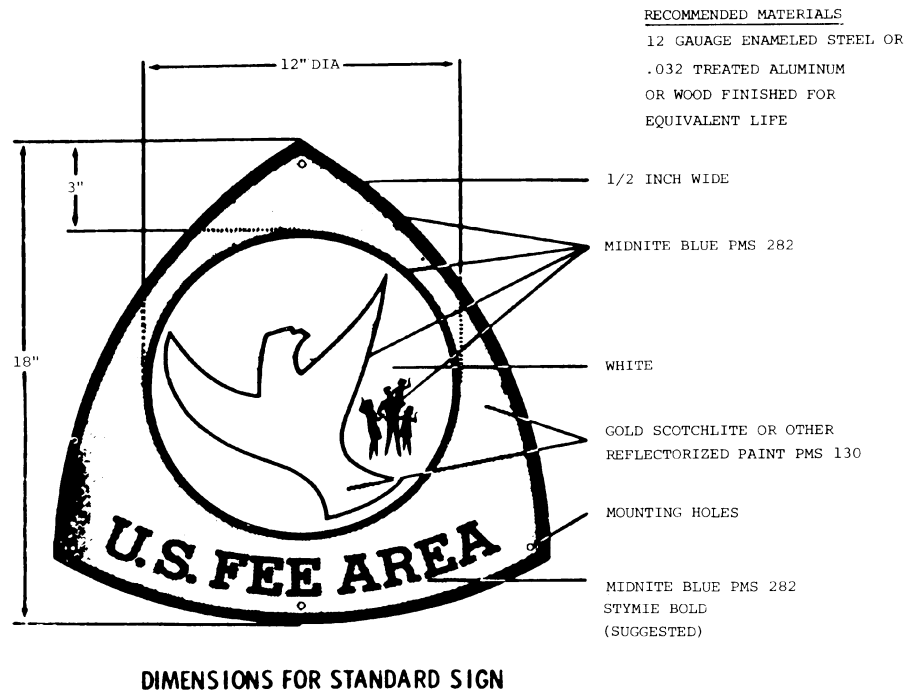 RECOMMENDED MATERIALS
12 GAUAGE ENAMELED STEEL OR
.032 TREATED ALUMINUM
OR WOOD FINISHED FOR
EQUIVALENT LIFE
12" DIA
3"
18"
1/2 INCH WIDE
MIDNITE BLUE PMS 282
WHITE
GOLD SCOTCHLITE OR OTHER
REFLECTORIZED PAINT PMS 130
MOUNTING HOLES
U.S. FEE AREA
MIDNITE BLUE PMS 282
STYMIE BOLD
(SUGGESTED)
DIMENSIONS FOR STANDARD SIGN